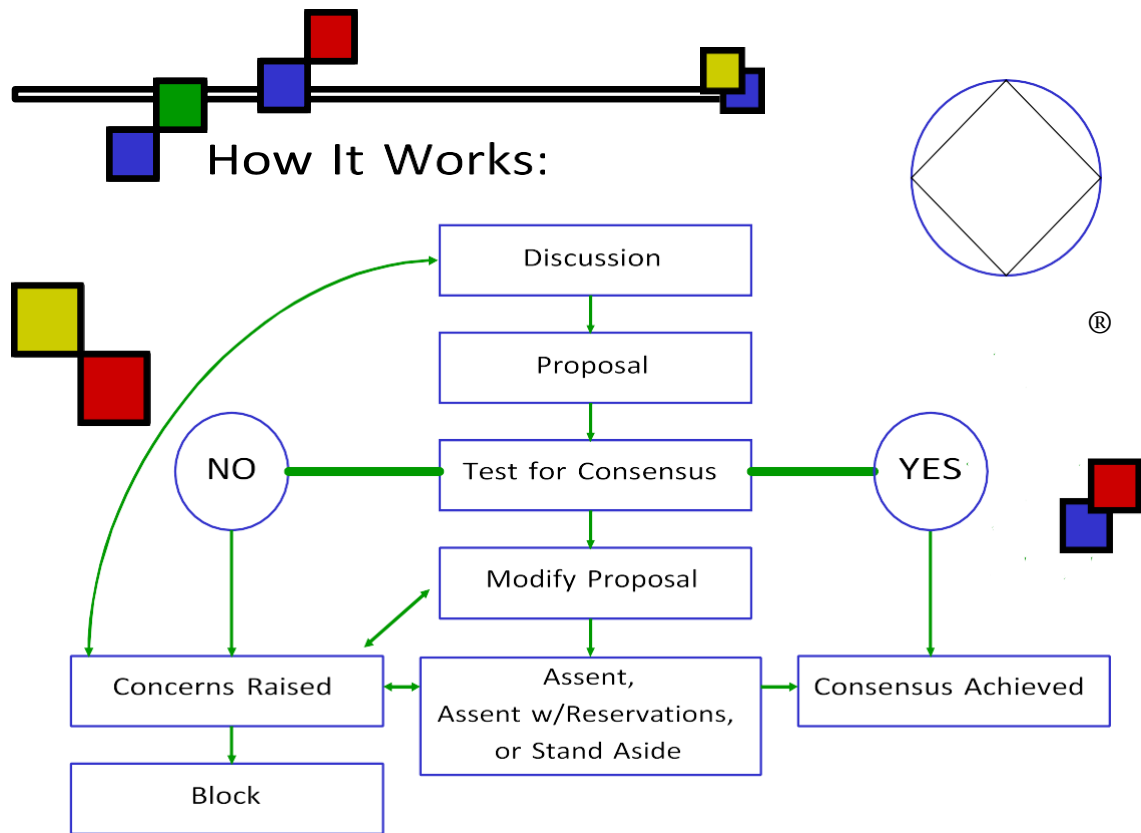 How It Works:
Discussion
®
Proposal
NO
Test for Consensus
YES
Modify Proposal
Concerns Raised
Assent,
Assent w/Reservations,
or Stand Aside
Consensus Achieved
Block